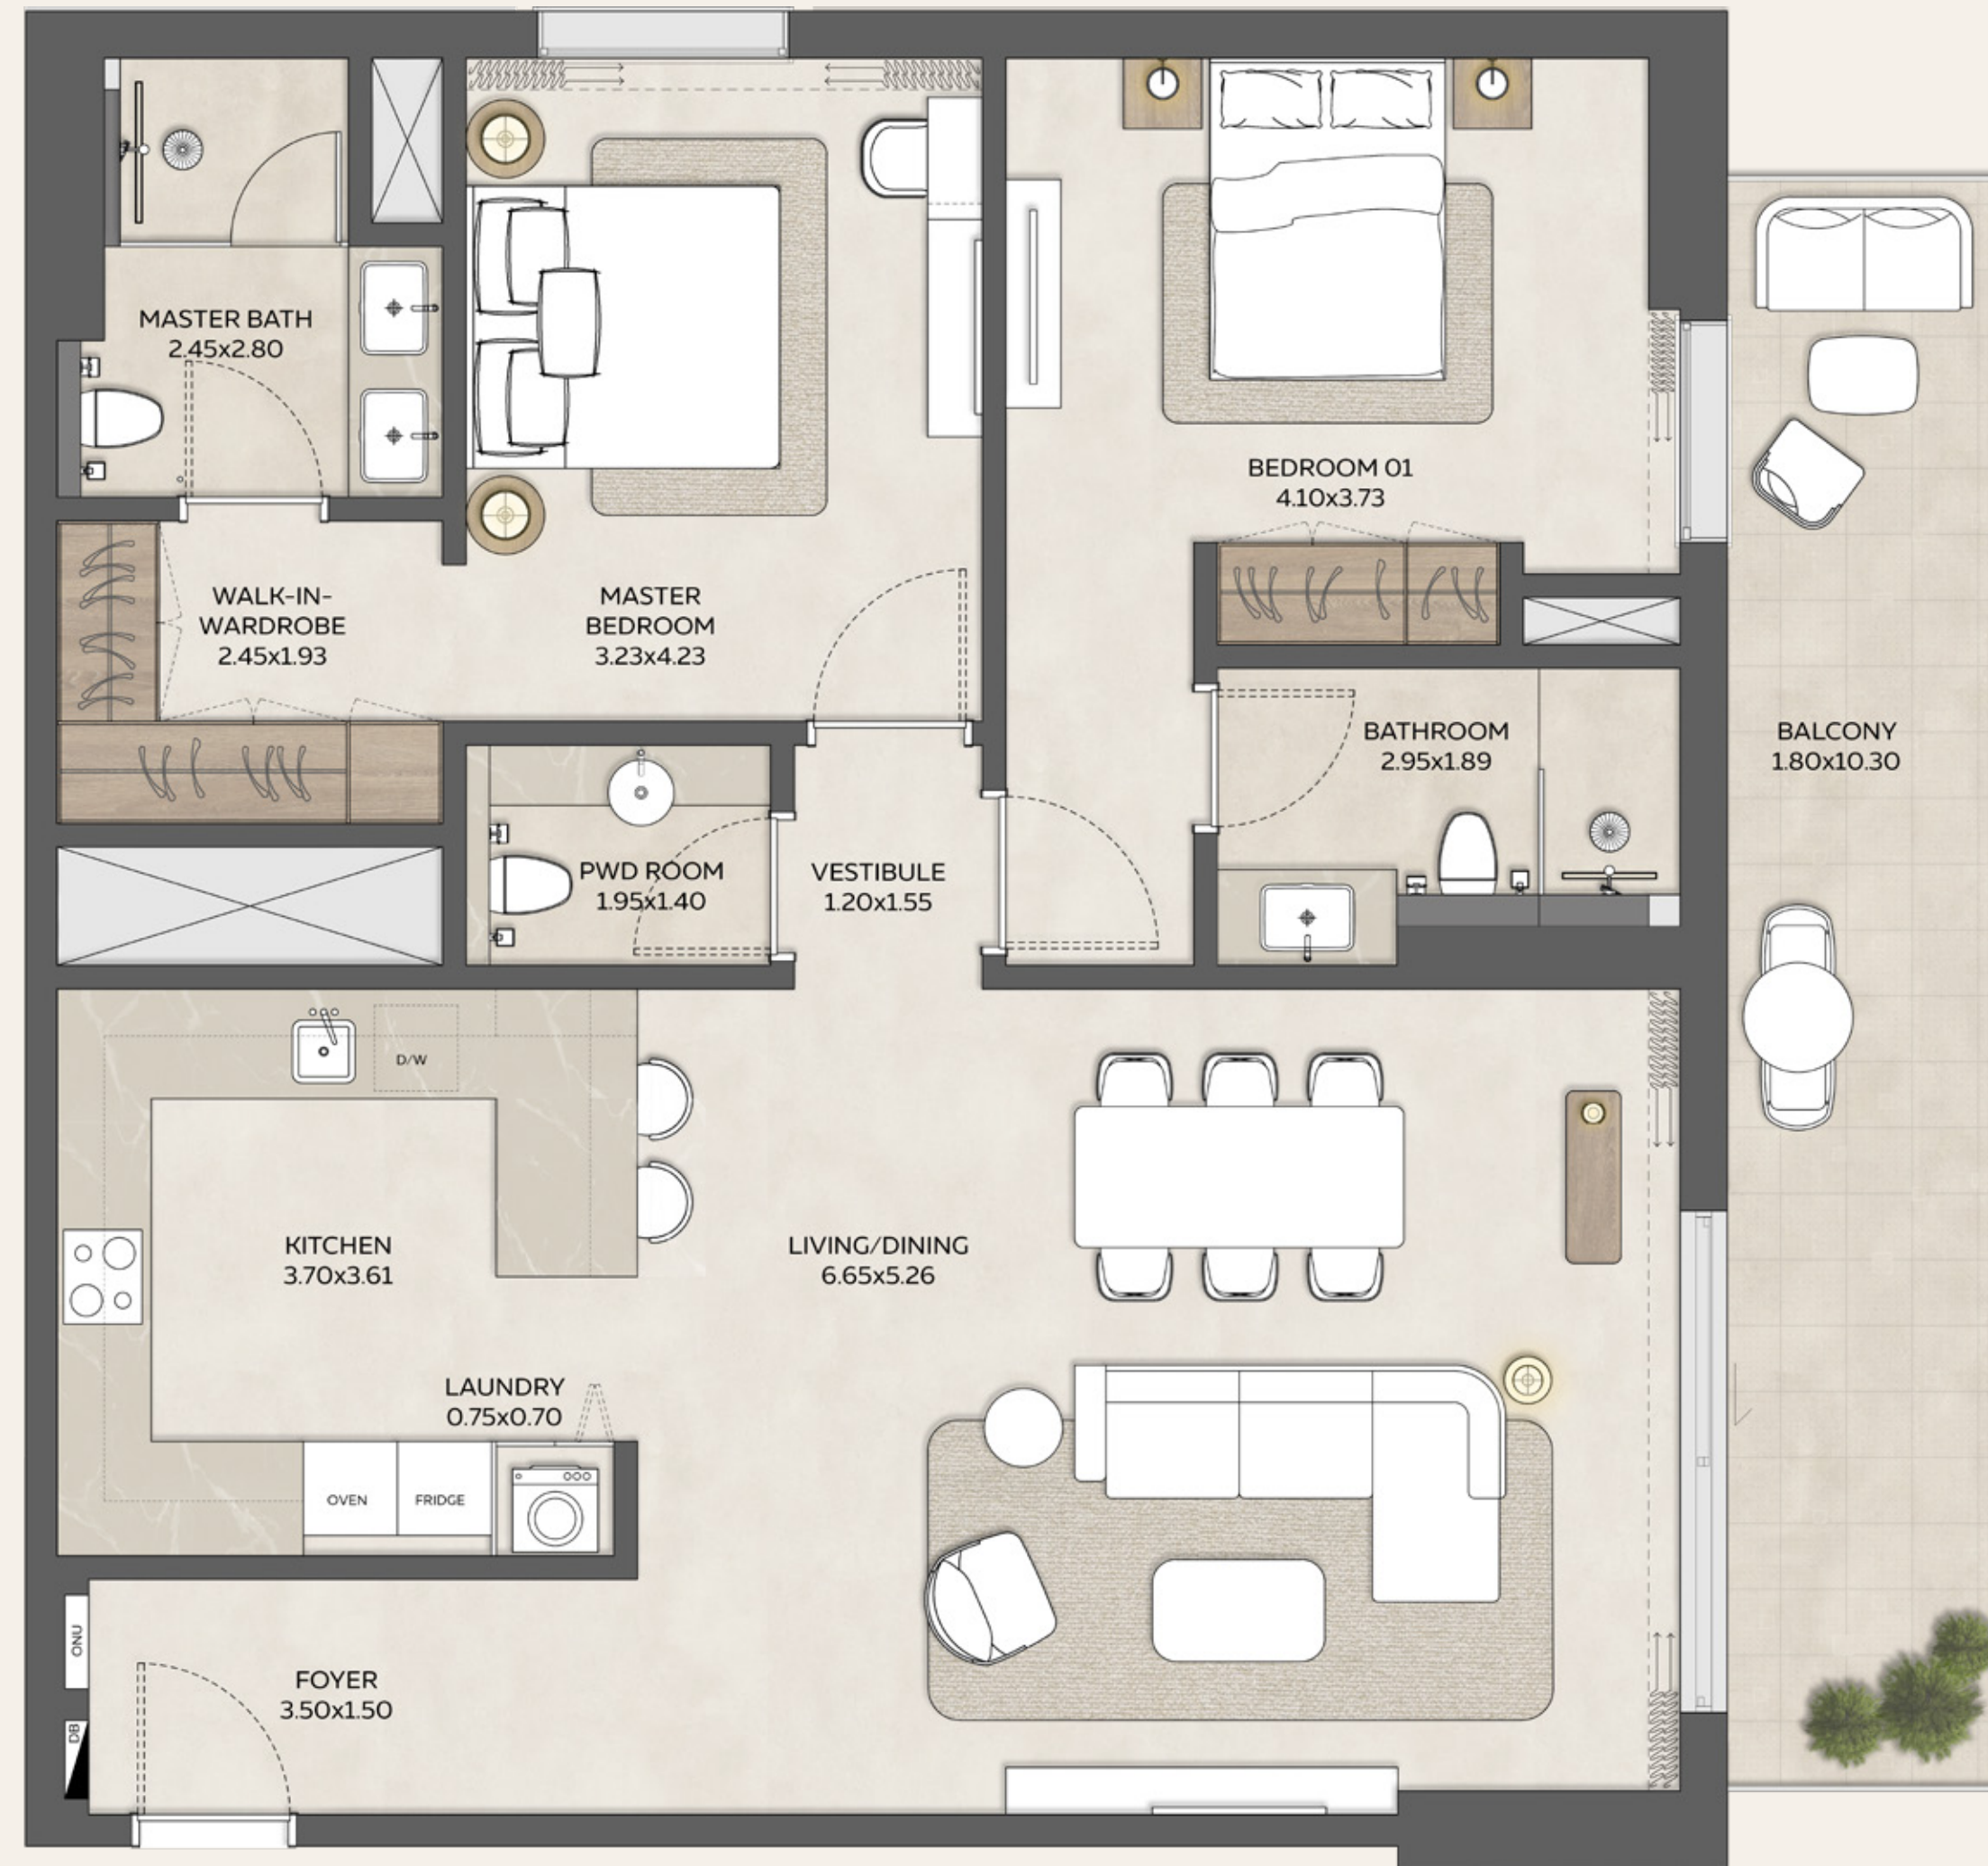 MASTER BATH
2.45x2.80
BEDROOM 01
4.10x3.73
WALK-IN-
WARDROBE
2.45x1.93
MASTER
BEDROOM
3.23x4.23
BATHROOM
2.95x1.89
BALCONY
1.80x10.30
PWD ROOM
1.95x1.40
VESTIBULE
1.20x1.55
D/W
KITCHEN
3.70x3.61
LIVING/DINING
6.65x5.26
LAUNDRY
0.75x0.70
OVEN
FRIDGE
ONU
FOYER
3.50x1.50
DB